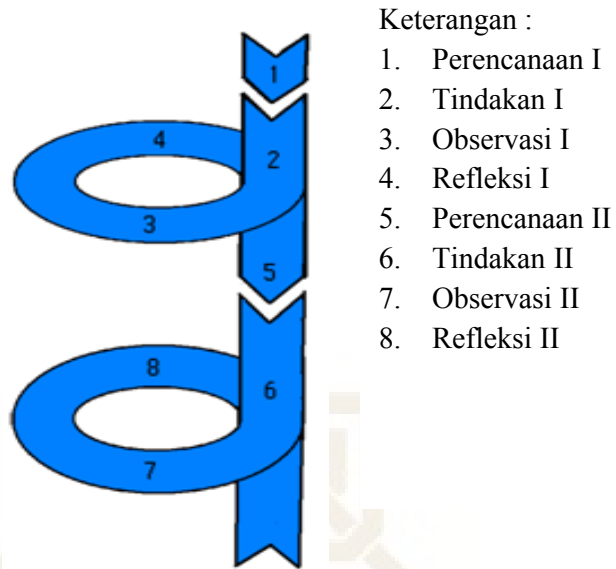 Keterangan :
1. Perencanaan I
2. Tindakan I
3. Observasi I
4. Refleksi I
5. Perencanaan II
6. Tindakan II
7. Observasi II
8. Refleksi II
1
4
2
3
5
8
6
7